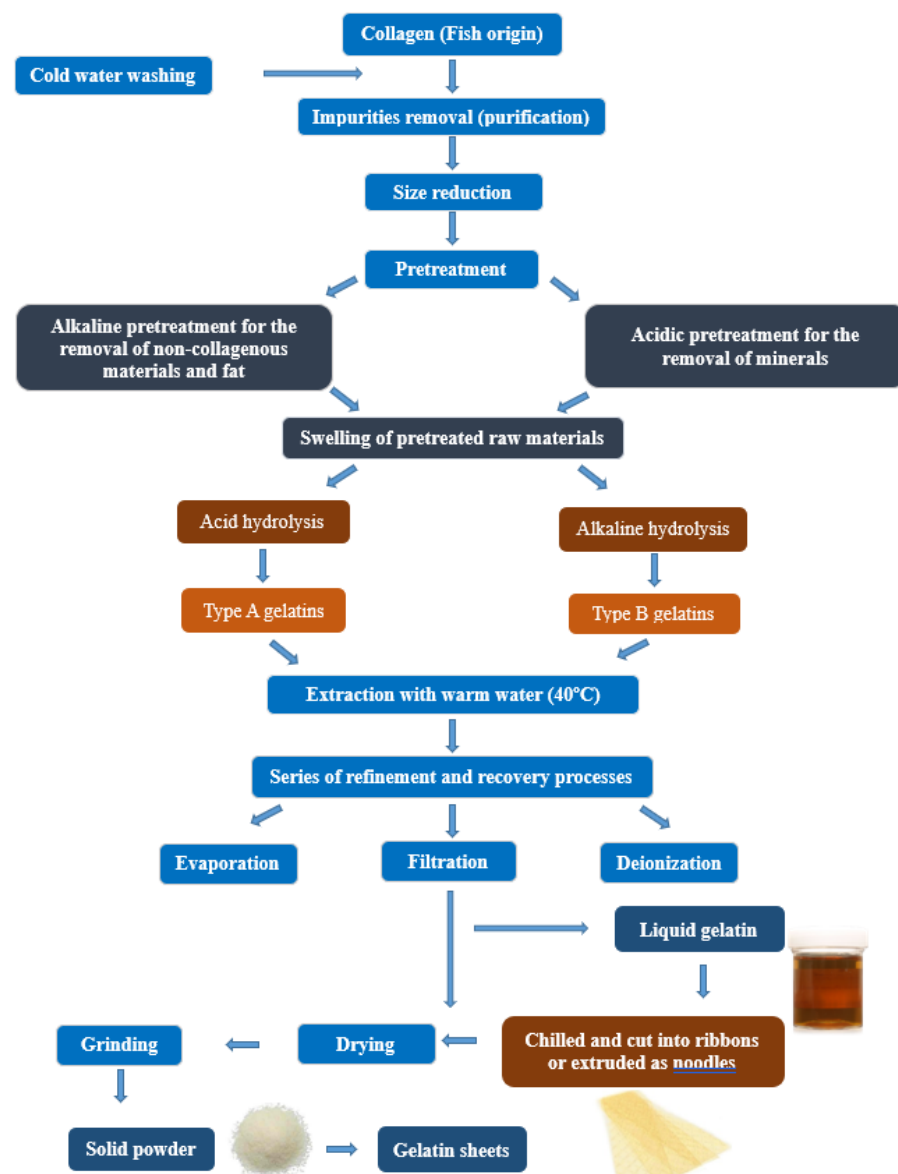 Collagen (Fish origin)
Cold water washing
Impurities removal (purification)
Size reduction
Pretreatment
Alkaline pretreatment for the
removal of non-collagenous
materials and fat
Acidic pretreatment for the
removal of minerals
Swelling of pretreated raw materials
Acid hydrolysis
Alkaline hydrolysis
Type A gelatins
Type B gelatins
Extraction with warm water (40°C)
Series of refinement and recovery processes
Evaporation
Filtration
Deionization
Liquid gelatin
Chilled and cut into ribbons
or extruded as noodles
Drying
Grinding
Solid powder
Gelatin sheets